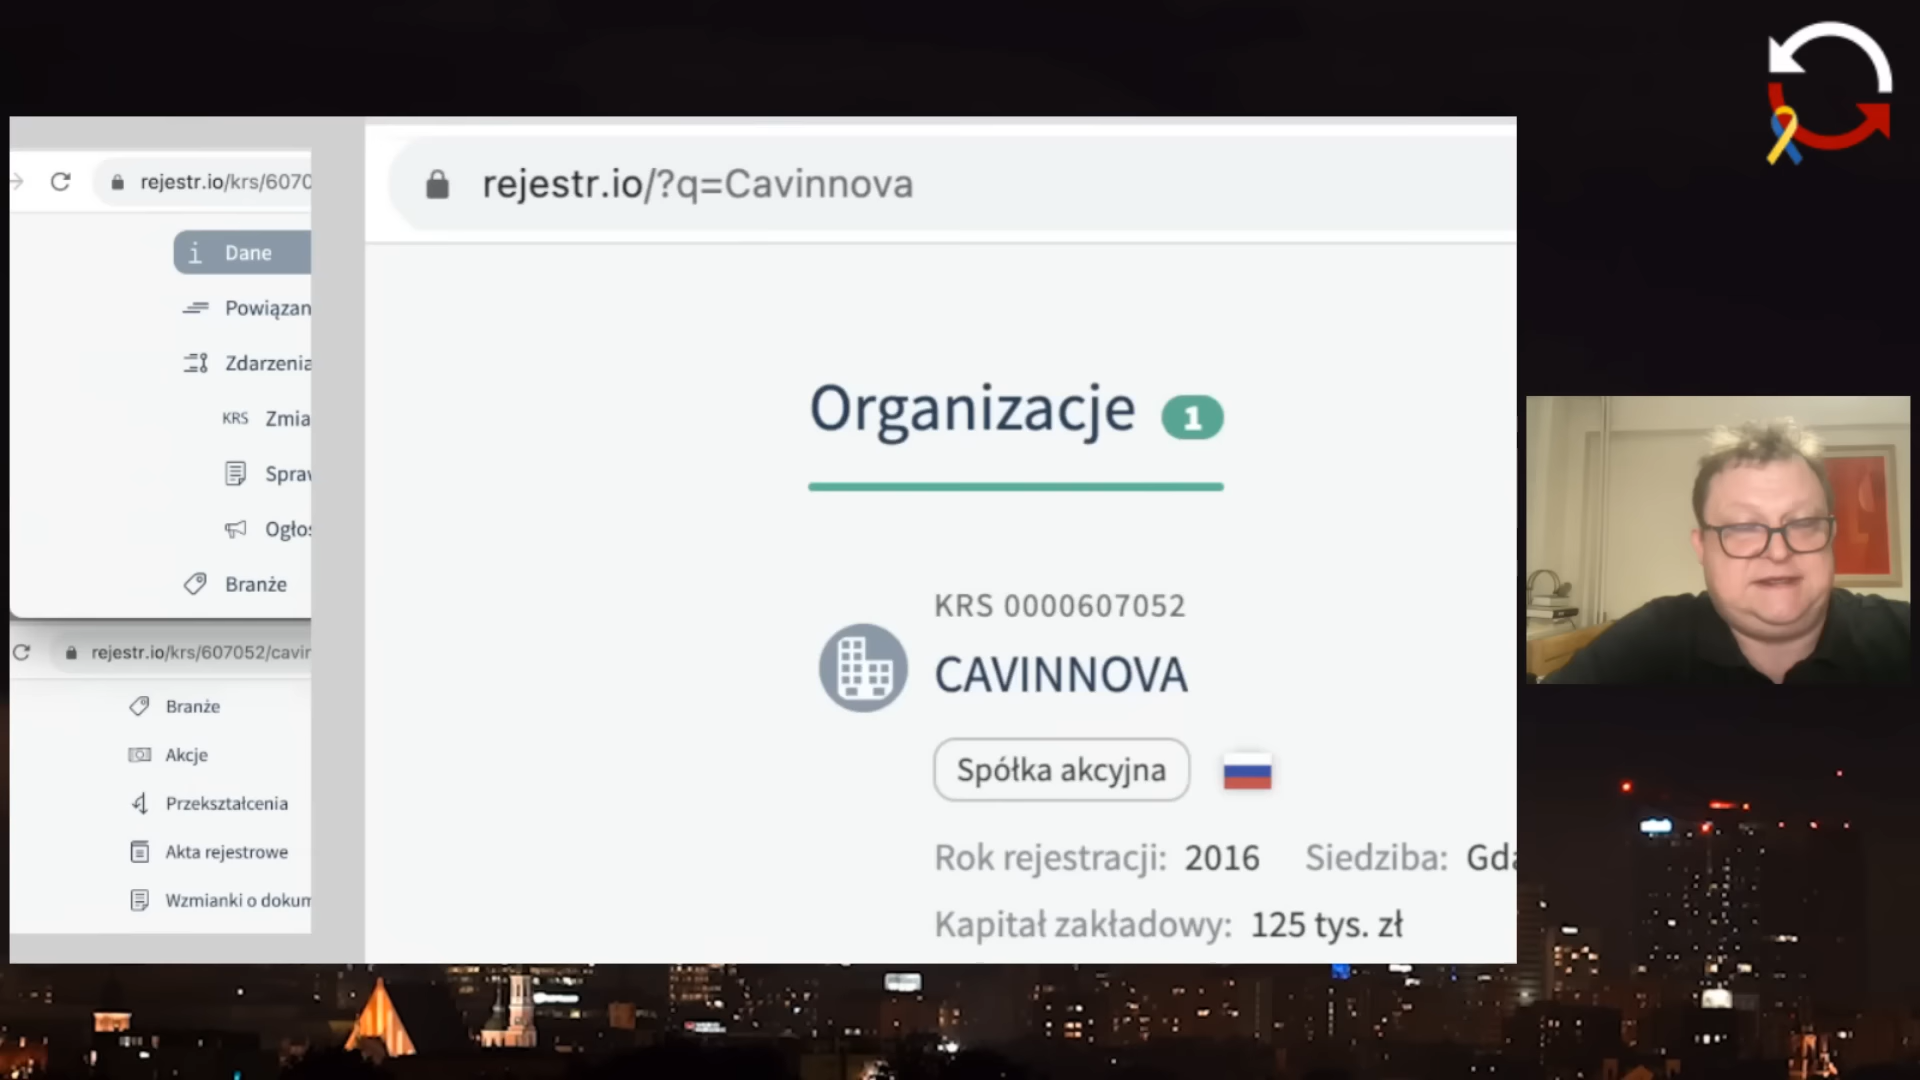 rejestr.io/krs/6070
Dane
Powiązan
Zdarzenia
KRS Zmia
Spraw
Ogłos
Branże
rejestr.io/krs/607052/cavin
Branże
Akcje
Przekształcenia
Akta rejestrowe
Wzmianki o dokum
rejestr.io/?q=Cavinnova
Organizacje 1
KRS 0000607052
CAVINNOVA
Spółka akcyjna
Rok rejestracji: 2016 Siedziba: Gda
Kapitał zakładowy: 125 tys. zł